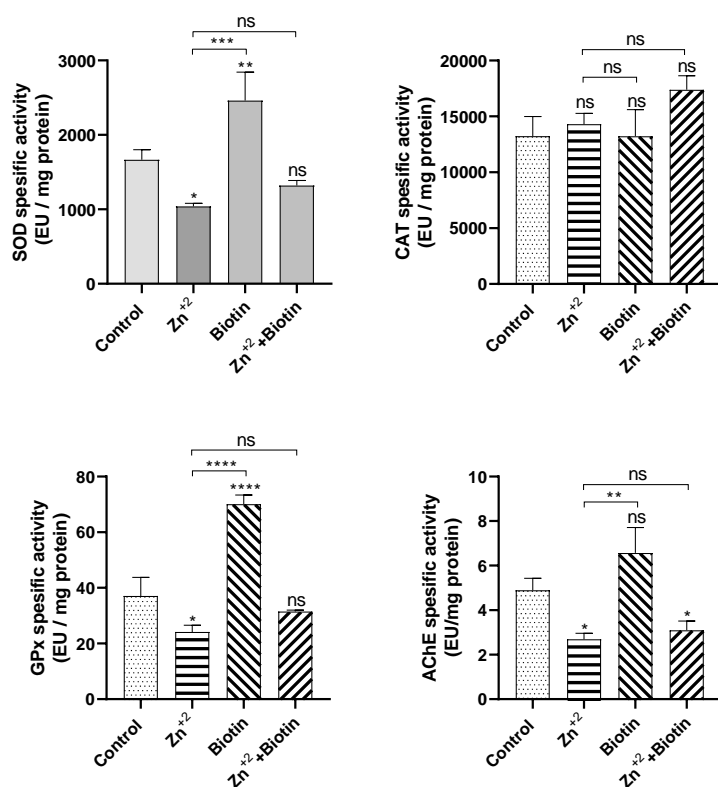 ns
***
**
3000
2000
1000
0
*
ns
SOD spesific activity
(EU / mg protein)
Control
Zn⁺²
Biotin
Zn⁺²+Biotin
ns
ns
ns
ns
ns
20000
15000
10000
5000
0
CAT spesific activity
(EU / mg protein)
Control
Zn⁺²
Biotin
Zn⁺²+Biotin
ns
****
****
80
60
40
20
0
*
ns
GPx spesific activity
(EU / mg protein)
Control
Zn⁺²
Biotin
Zn⁺²+Biotin
ns
**
ns
10
8
6
4
2
0
*
*
AChE spesific activity
(EU/mg protein)
Control
Zn⁺²
Biotin
Zn⁺²+Biotin